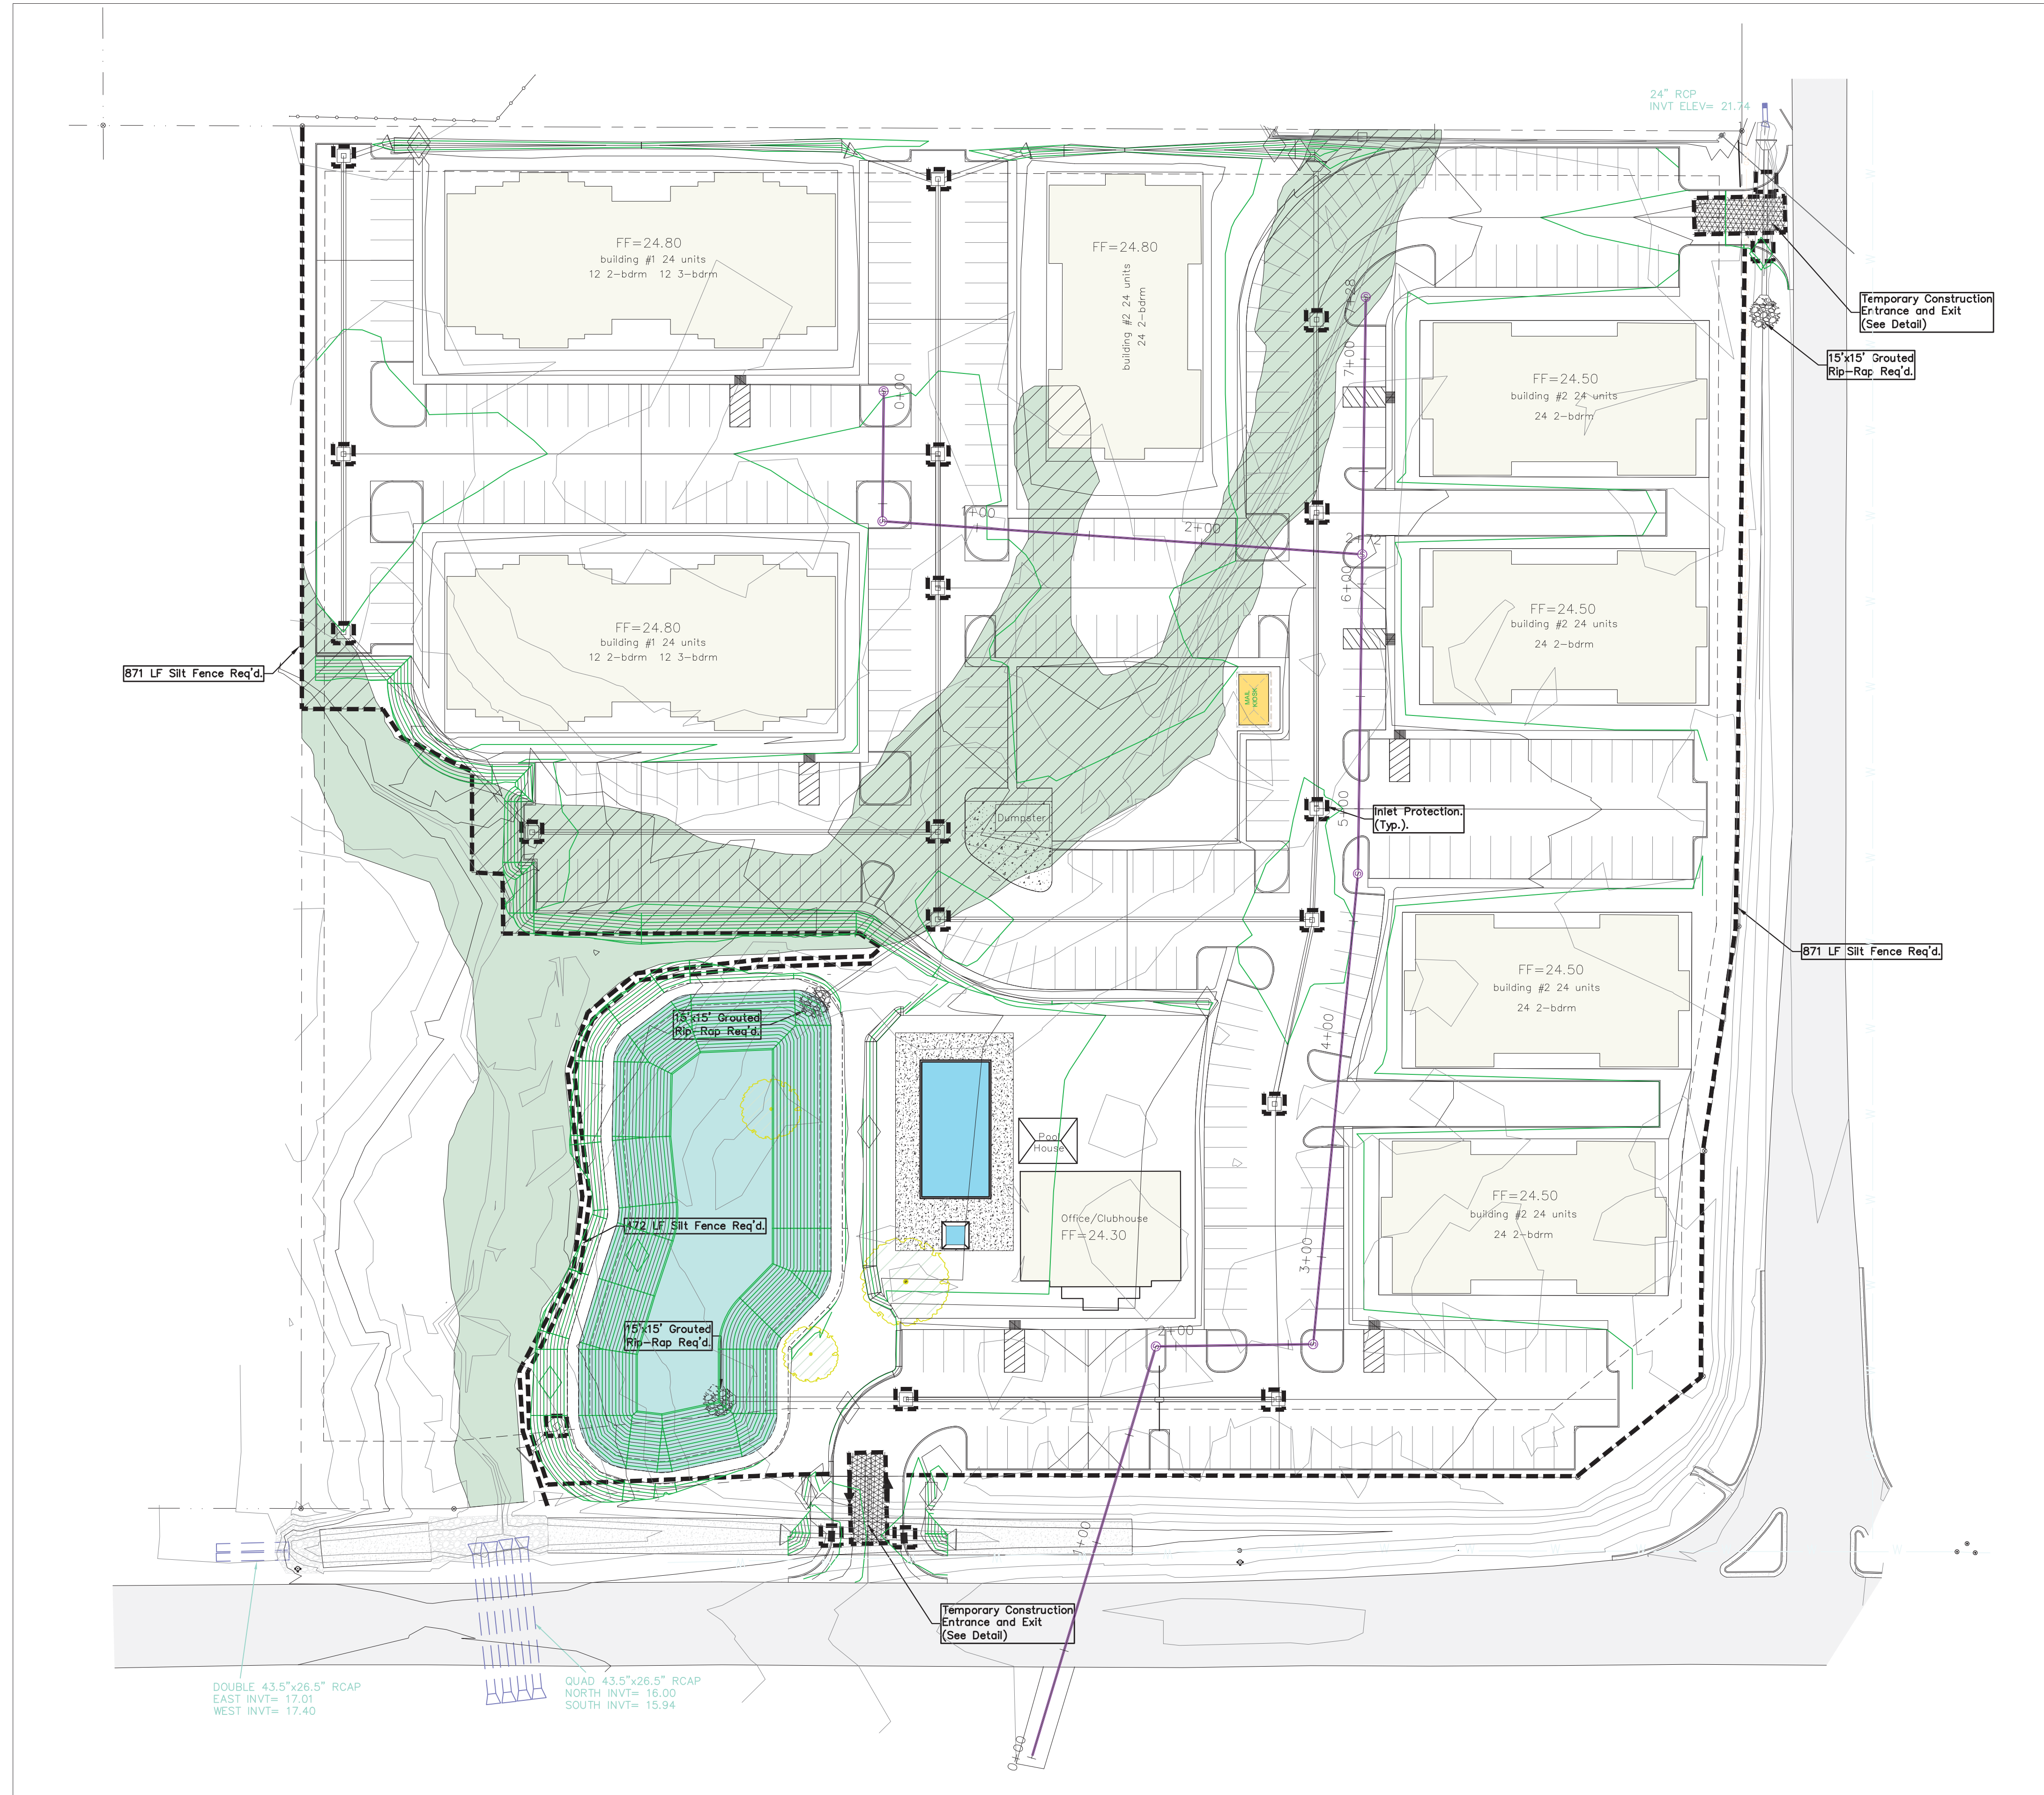 24" RCP
INVT ELEV= 21.74
FF=24.80
building #1 24 units
12 2-bdrm 12 3-bdrm
FF=24.80
building #2 24 units
24 2-bdrm
Temporary Construction
Entrance and Exit
(See Detail)
15'x15' Grouted
Rip-Rap Req'd.
7+28
7+00
0+00
FF=24.50
building #2 24 units
24 2-bdrm
1+00
2+00
2+72
6+00
FF=24.80
building #1 24 units
12 2-bdrm 12 3-bdrm
FF=24.50
building #2 24 units
24 2-bdrm
871 LF Silt Fence Req'd.
MAIL
KIOSK
Dumpster
5+00
Inlet Protection.
(Typ.).
871 LF Silt Fence Req'd.
FF=24.50
building #2 24 units
24 2-bdrm
15'x15' Grouted
Rip-Rap Req'd.
4+00
Pool
House
Office/Clubhouse
FF=24.30
472 LF Silt Fence Req'd.
FF=24.50
building #2 24 units
24 2-bdrm
3+00
15'x15' Grouted
Rip-Rap Req'd.
2+00
1+00
Temporary Construction
Entrance and Exit
(See Detail)
DOUBLE 43.5"x26.5" RCAP
EAST INVT= 17.01
WEST INVT= 17.40
QUAD 43.5"x26.5" RCAP
NORTH INVT= 16.00
SOUTH INVT= 15.94
0+00
W
W
W
W
W
W
W
W
W
W
W
W